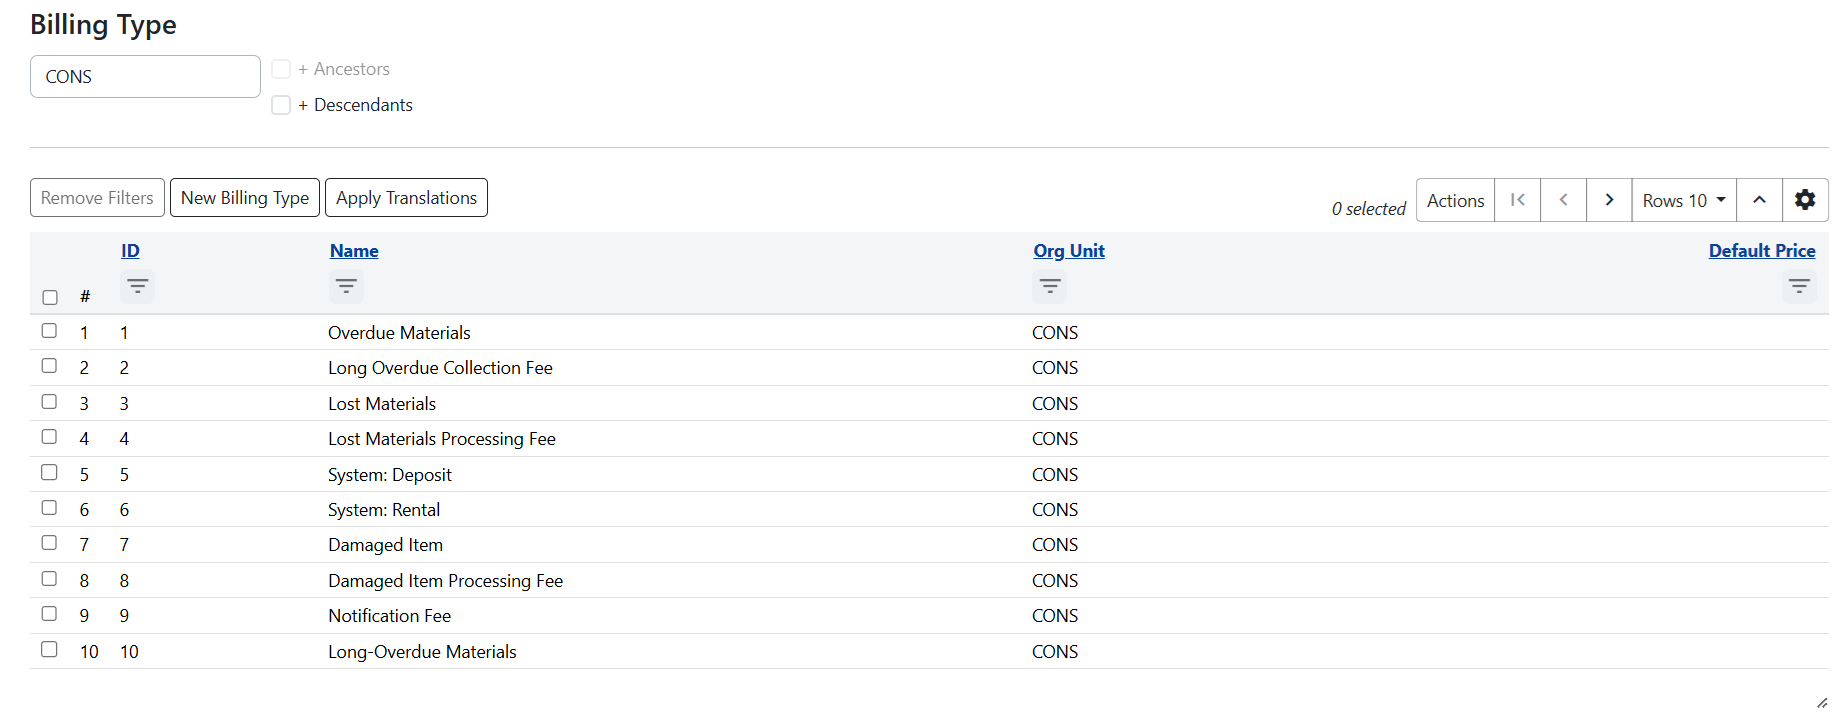 Billing Type
CONS
+ Ancestors
+ Descendants
Remove Filters New Billing Type Apply Translations 0 selected Actions Rows 10
ID Name Org Unit Default Price
#
1 1 Overdue Materials CONS
2 2 Long Overdue Collection Fee CONS
3 3 Lost Materials CONS
4 4 Lost Materials Processing Fee CONS
5 5 System: Deposit CONS
6 6 System: Rental CONS
7 7 Damaged Item CONS
8 8 Damaged Item Processing Fee CONS
9 9 Notification Fee CONS
10 10 Long-Overdue Materials CONS